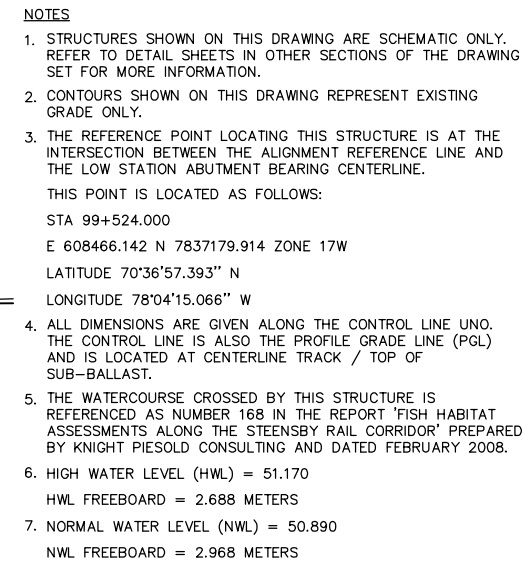 NOTES
1. STRUCTURES SHOWN ON THIS DRAWING ARE SCHEMATIC ONLY.
REFER TO DETAIL SHEETS IN OTHER SECTIONS OF THE DRAWING
SET FOR MORE INFORMATION.
2. CONTOURS SHOWN ON THIS DRAWING REPRESENT EXISTING
GRADE ONLY.
3. THE REFERENCE POINT LOCATING THIS STRUCTURE IS AT THE
INTERSECTION BETWEEN THE ALIGNMENT REFERENCE LINE AND
THE LOW STATION ABUTMENT BEARING CENTERLINE.
THIS POINT IS LOCATED AS FOLLOWS:
STA 99+524.000
E 608466.142 N 7837179.914 ZONE 17W
LATITUDE 70°36'57.393'' N
LONGITUDE 78°04'15.066'' W
4. ALL DIMENSIONS ARE GIVEN ALONG THE CONTROL LINE UNO.
THE CONTROL LINE IS ALSO THE PROFILE GRADE LINE (PGL)
AND IS LOCATED AT CENTERLINE TRACK / TOP OF
SUB-BALLAST.
5. THE WATERCOURSE CROSSED BY THIS STRUCTURE IS
REFERENCED AS NUMBER 168 IN THE REPORT 'FISH HABITAT
ASSESSMENTS ALONG THE STEENSBY RAIL CORRIDOR' PREPARED
BY KNIGHT PIESOLD CONSULTING AND DATED FEBRUARY 2008.
6. HIGH WATER LEVEL (HWL) = 51.170
HWL FREEBOARD = 2.688 METERS
7. NORMAL WATER LEVEL (NWL) = 50.890
NWL FREEBOARD = 2.968 METERS